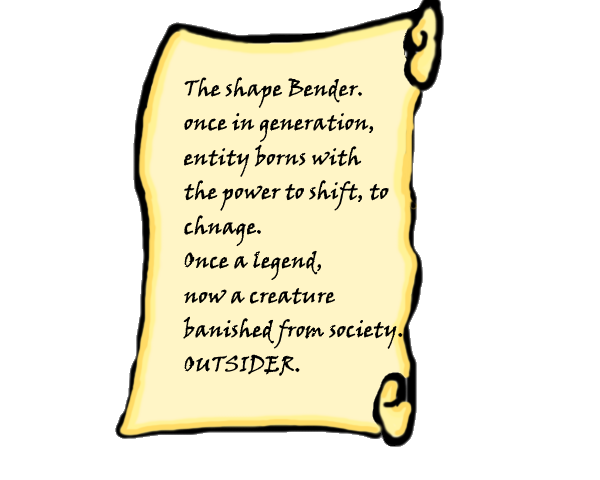 The shape Bender.
once in generation,
entity borns with
the power to shift, to
chnage.
Once a legend,
now a creature
banished from society.
OUTSIDER.